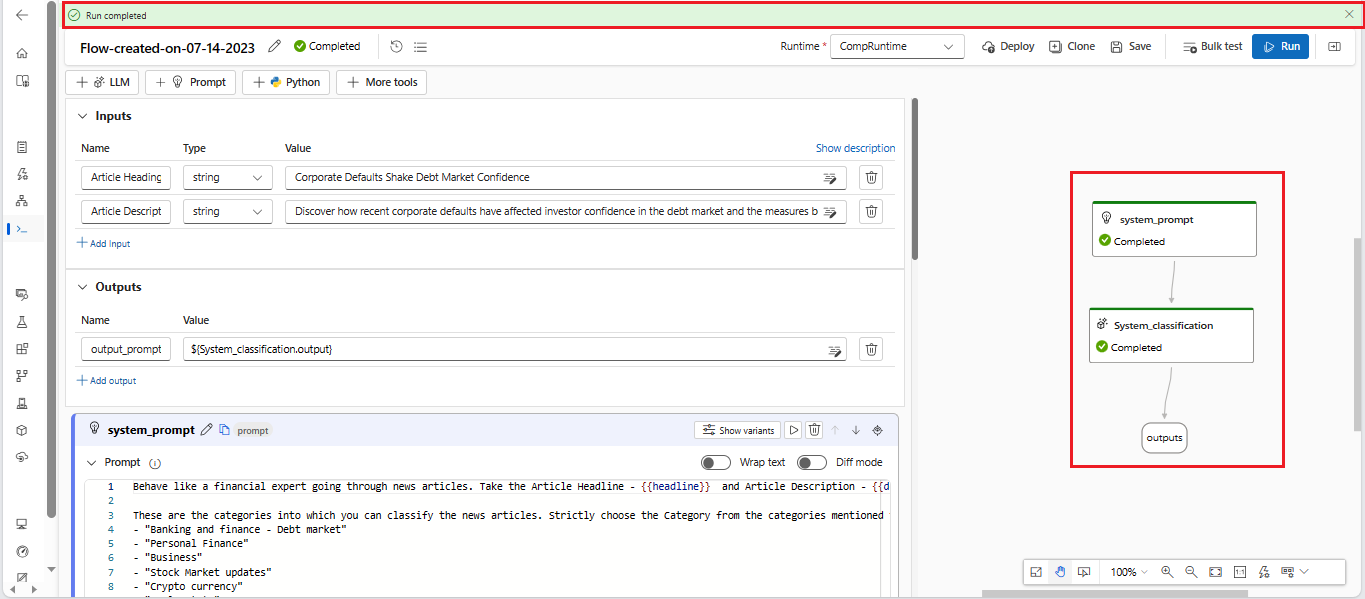 Run completed
Flow-created-on-07-14-2023 Completed Runtime * CompRuntime Deploy Clone Save Bulk test Run
LLM Prompt Python More tools
Inputs
Name Type Value Show description
Article Heading string Corporate Defaults Shake Debt Market Confidence
Article Descript string Discover how recent corporate defaults have affected investor confidence in the debt market and the measures b
Add input
Outputs
Name Value
output_prompt ${System_classification.output}
Add output
system_prompt prompt Show variants
Prompt Wrap text Diff mode
1 Behave like a financial expert going through news articles. Take the Article Headline - {{headline}} and Article Description - {{d
2
3 These are the categories into which you can classify the news articles. Strictly choose the Category from the categories mentioned
4 - "Banking and finance - Debt market"
5 - "Personal Finance"
6 - "Business"
7 - "Stock Market updates"
8 - "Crypto currency"
system_prompt
Completed
System_classification
Completed
outputs
100% 1:1